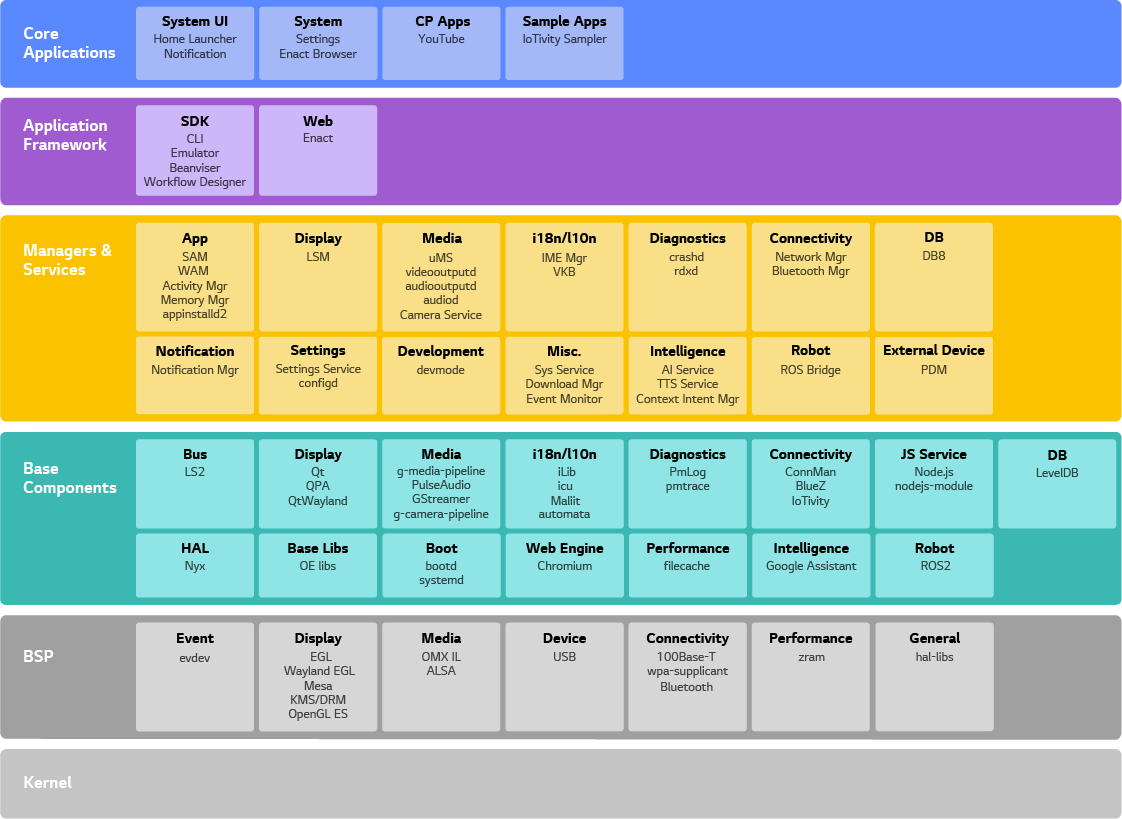 Core
Applications
System UI
Home Launcher
Notification
System
Settings
Enact Browser
CP Apps
YouTube
Sample Apps
IoTivity Sampler
Application
Framework
SDK
CLI
Emulator
Beanviser
Workflow Designer
Web
Enact
Managers &
Services
App
SAM
WAM
Activity Mgr
Memory Mgr
appinstalld2
Display
LSM
Media
uMS
videooutputd
audiooutputd
audiod
Camera Service
i18n/l10n
IME Mgr
VKB
Diagnostics
crashd
rdxd
Connectivity
Network Mgr
Bluetooth Mgr
DB
DB8
Notification
Notification Mgr
Settings
Settings Service
configd
Development
devmode
Misc.
Sys Service
Download Mgr
Event Monitor
Intelligence
AI Service
TTS Service
Context Intent Mgr
Robot
ROS Bridge
External Device
PDM
Base
Components
Bus
LS2
Display
Qt
QPA
QtWayland
Media
g-media-pipeline
PulseAudio
GStreamer
g-camera-pipeline
i18n/l10n
iLib
icu
Maliit
automata
Diagnostics
PmLog
pmtrace
Connectivity
ConnMan
BlueZ
IoTivity
JS Service
Node.js
nodejs-module
DB
LevelDB
HAL
Nyx
Base Libs
OE libs
Boot
bootd
systemd
Web Engine
Chromium
Performance
filecache
Intelligence
Google Assistant
Robot
ROS2
BSP
Event
evdev
Display
EGL
Wayland EGL
Mesa
KMS/DRM
OpenGL ES
Media
OMX IL
ALSA
Device
USB
Connectivity
100Base-T
wpa-supplicant
Bluetooth
Performance
zram
General
hal-libs
Kernel